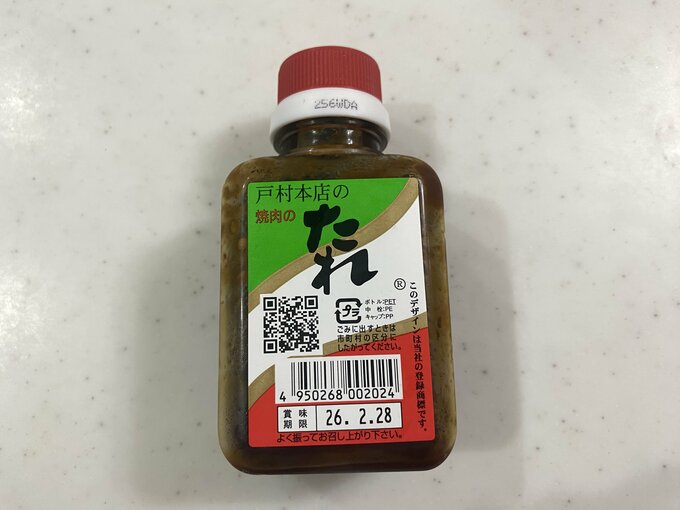 256WDA
戸村本店の
焼肉の
たれ
®
このデザインは当社の登録商標です。
プラ
ボトル:PET
中 栓:PE
キャップ:PP
ごみに出すときは
市町村の区分に
したがってください。
4 950268 002024
賞味期限
26. 2.28
よく振ってお召し上がり下さい。